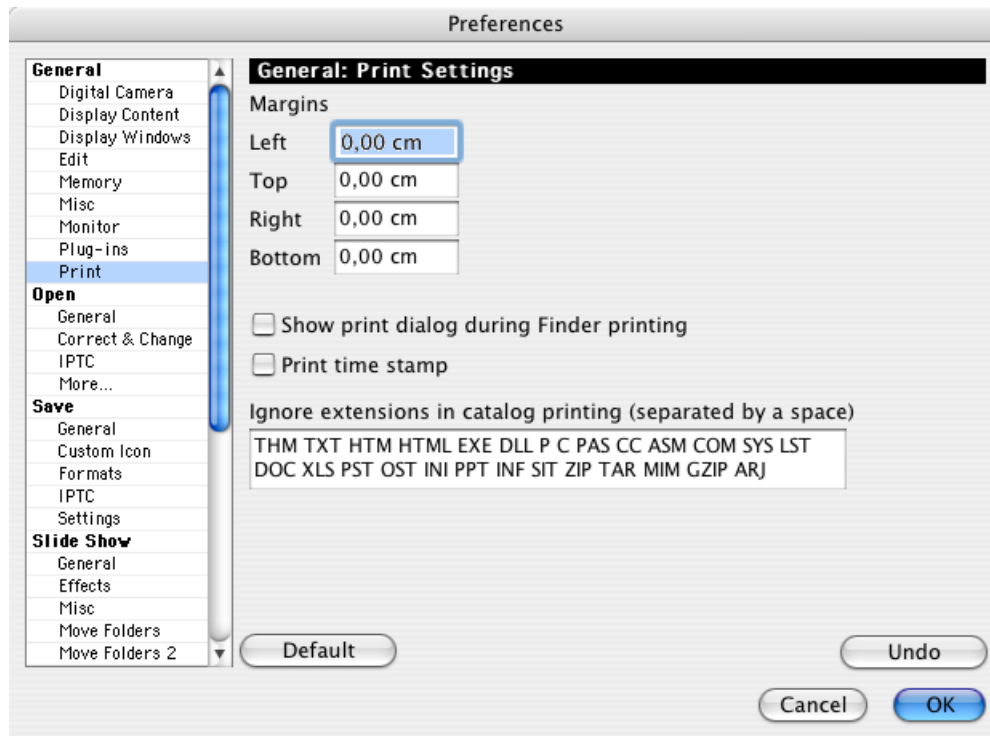 Preferences
General
Digital Camera
Display Content
Display Windows
Edit
Memory
Misc
Monitor
Plug-ins
Print
Open
General
Correct & Change
IPTC
More...
Save
General
Custom Icon
Formats
IPTC
Settings
Slide Show
General
Effects
Misc
Move Folders
Move Folders 2
General: Print Settings
Margins
Left 0,00 cm
Top 0,00 cm
Right 0,00 cm
Bottom 0,00 cm
Show print dialog during Finder printing
Print time stamp
Ignore extensions in catalog printing (separated by a space)
THM TXT HTM HTML EXE DLL P C PAS CC ASM COM SYS LST
DOC XLS PST OST INI PPT INF SIT ZIP TAR MIM GZIP ARJ
Default Undo
Cancel OK